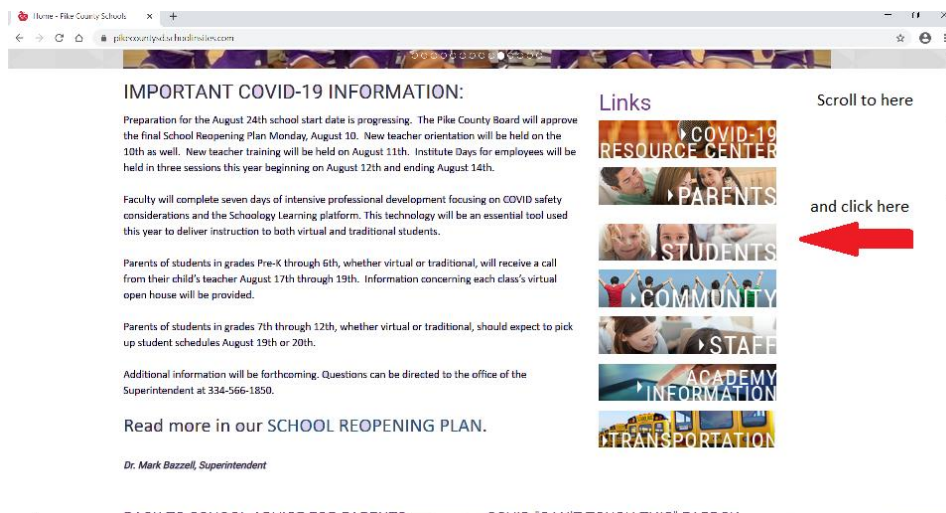 Home - Pike County Schools
pikecountysd.schoolinsites.com
IMPORTANT COVID-19 INFORMATION:
Preparation for the August 24th school start date is progressing. The Pike County Board will approve
the final School Reopening Plan Monday, August 10. New teacher orientation will be held on the
10th as well. New teacher training will be held on August 11th. Institute Days for employees will be
held in three sessions this year beginning on August 12th and ending August 14th.
Faculty will complete seven days of intensive professional development focusing on COVID safety
considerations and the Schoology Learning platform. This technology will be an essential tool used
this year to deliver instruction to both virtual and traditional students.
Parents of students in grades Pre-K through 6th, whether virtual or traditional, will receive a call
from their child's teacher August 17th through 19th. Information concerning each class's virtual
open house will be provided.
Parents of students in grades 7th through 12th, whether virtual or traditional, should expect to pick
up student schedules August 19th or 20th.
Additional information will be forthcoming. Questions can be directed to the office of the
Superintendent at 334-566-1850.
Read more in our SCHOOL REOPENING PLAN.
Dr. Mark Bazzell, Superintendent
Links
COVID-19
RESOURCE CENTER
PARENTS
STUDENTS
COMMUNITY
STAFF
ACADEMY
INFORMATION
TRANSPORTATION
Scroll to here
and click here